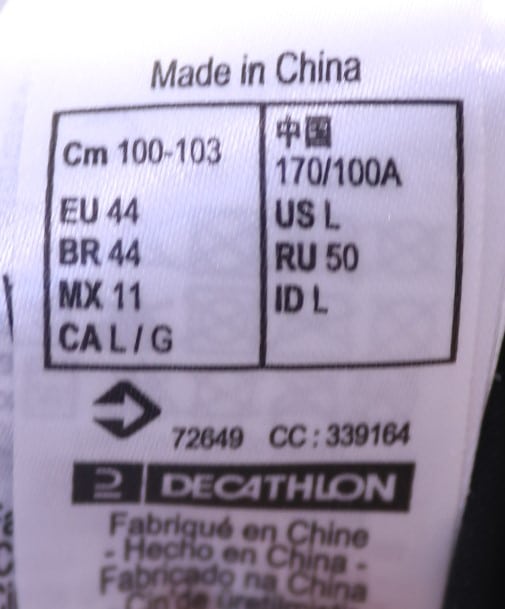 Made in China
Cm 100-103
EU 44
BR 44
MX 11
CA L / G
中国
170/100A
US L
RU 50
ID L
72649 CC : 339164
DECATHLON
Fabriqué en Chine
- Hecho en China -
Fabricado na China